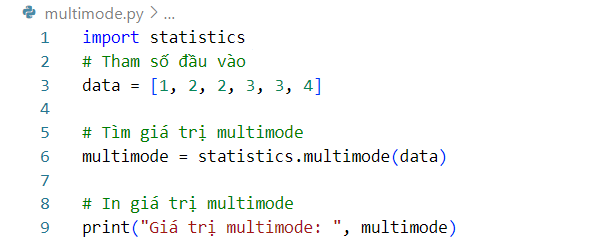 multimode.py > ...
1 import statistics
2 # Tham số đầu vào
3 data = [1, 2, 2, 3, 3, 4]
4
5 # Tìm giá trị multimode
6 multimode = statistics.multimode(data)
7
8 # In giá trị multimode
9 print("Giá trị multimode: ", multimode)